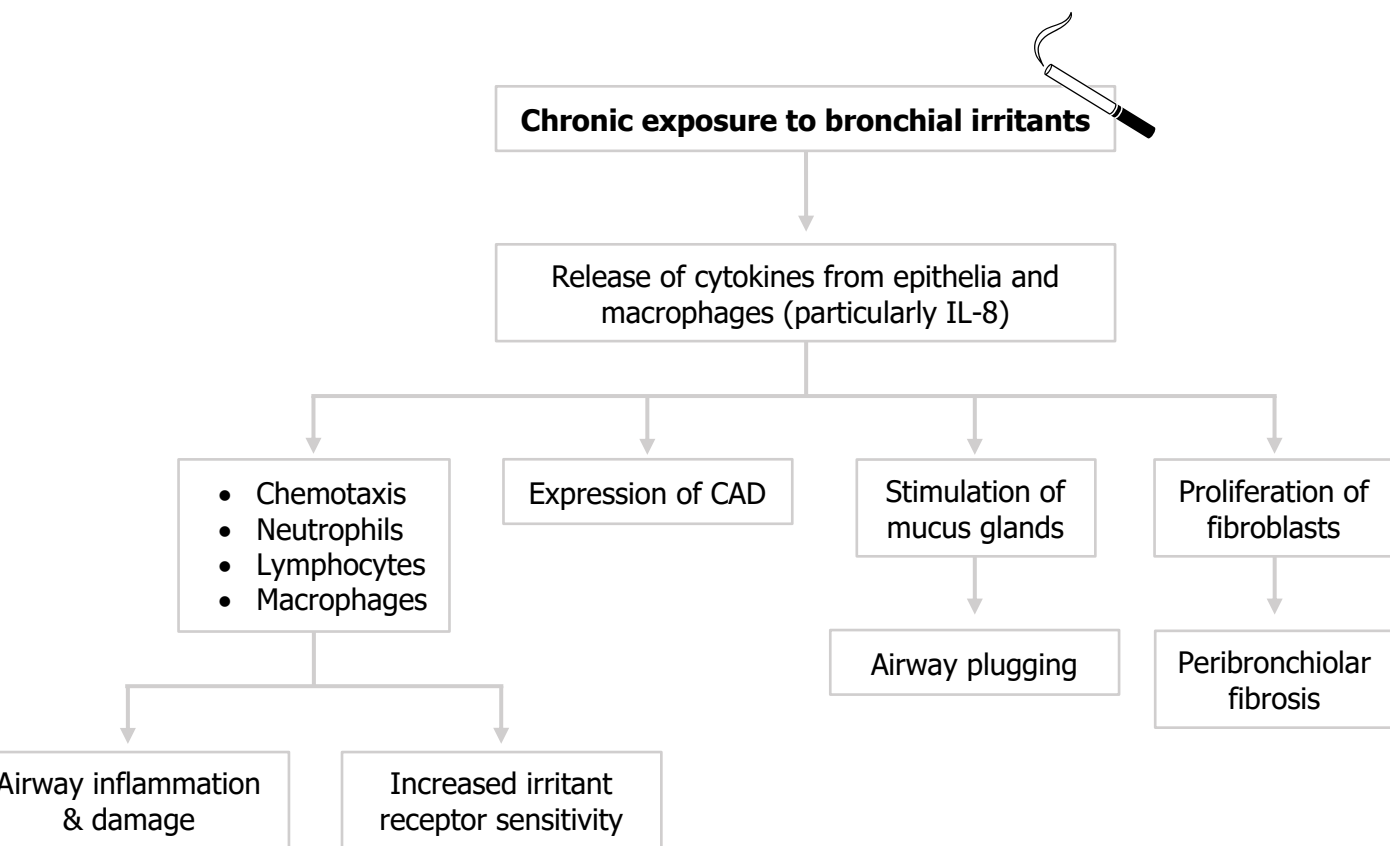 Chronic exposure to bronchial irritants
Release of cytokines from epithelia and
macrophages (particularly IL-8)
• Chemotaxis
• Neutrophils
• Lymphocytes
• Macrophages
Expression of CAD
Stimulation of
mucus glands
Proliferation of
fibroblasts
Airway plugging
Peribronchiolar
fibrosis
Airway inflammation
& damage
Increased irritant
receptor sensitivity